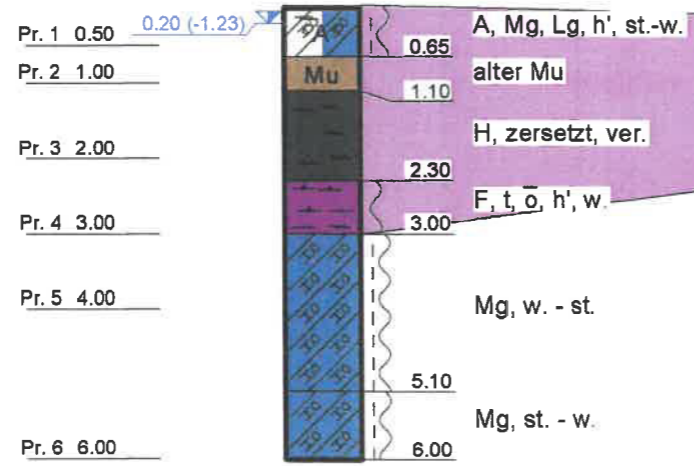 Pr. 1 0.50
0.20 (-1.23)
A
0.65
A, Mg, Lg, h', st.-w.
Pr. 2 1.00
Mu
1.10
alter Mu
Pr. 3 2.00
2.30
H, zersetzt, ver.
Pr. 4 3.00
3.00
F, t, o̅, h', w.
Pr. 5 4.00
5.10
Mg, w. - st.
Pr. 6 6.00
6.00
Mg, st. - w.